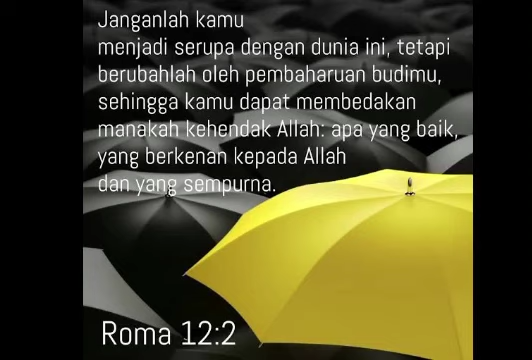 Janganlah kamu
menjadi serupa dengan dunia ini, tetapi
berubahlah oleh pembaharuan budimu,
sehingga kamu dapat membedakan
manakah kehendak Allah: apa yang baik,
yang berkenan kepada Allah
dan yang sempurna.
Roma 12:2